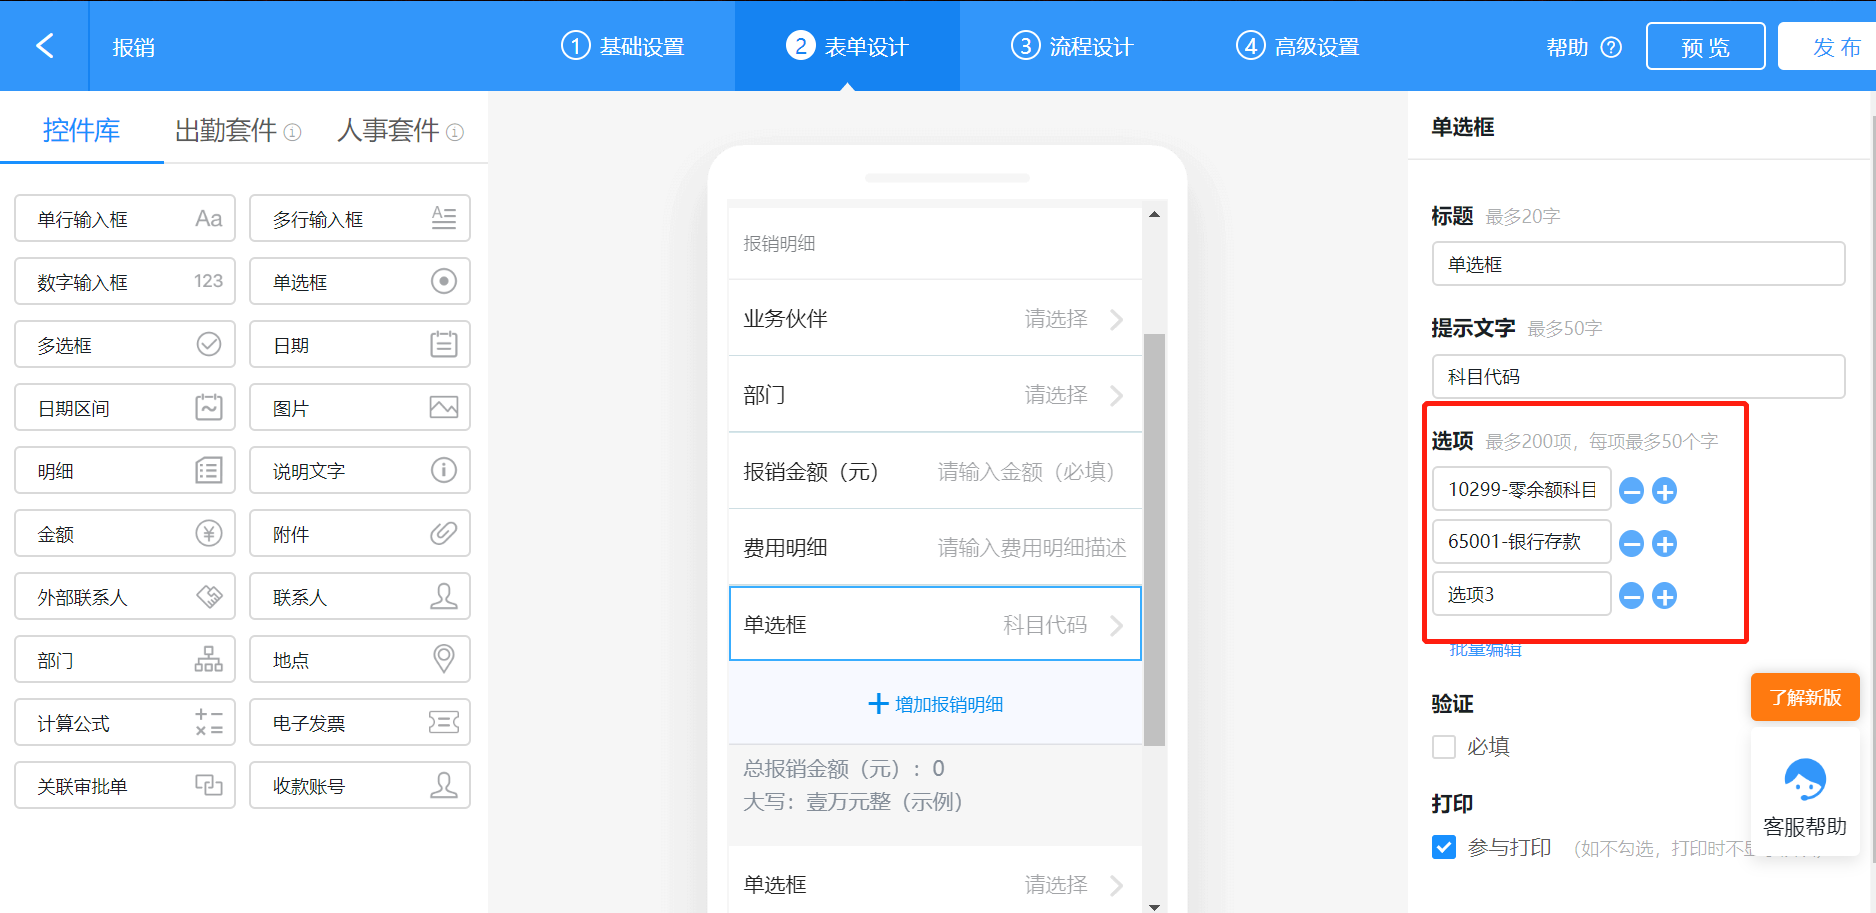 报销
1 基础设置
2 表单设计
3 流程设计
4 高级设置
帮助 ?
预 览
发 布
控件库
出勤套件
人事套件
单行输入框 Aa
多行输入框
数字输入框 123
单选框
多选框
日期
日期区间
图片
明细
说明文字
金额
附件
外部联系人
联系人
部门
地点
计算公式
电子发票
关联审批单
收款账号
报销明细
业务伙伴 请选择
部门 请选择
报销金额（元） 请输入金额（必填）
费用明细 请输入费用明细描述
单选框 科目代码
增加报销明细
总报销金额（元）：0
大写：壹万元整（示例）
单选框 请选择
单选框
标题 最多20字
单选框
提示文字 最多50字
科目代码
选项 最多200项，每项最多50个字
10299-零余额科目
65001-银行存款
选项3
批量编辑
验证
必填
打印
参与打印 （如不勾选，打印时不显
了解新版
客服帮助